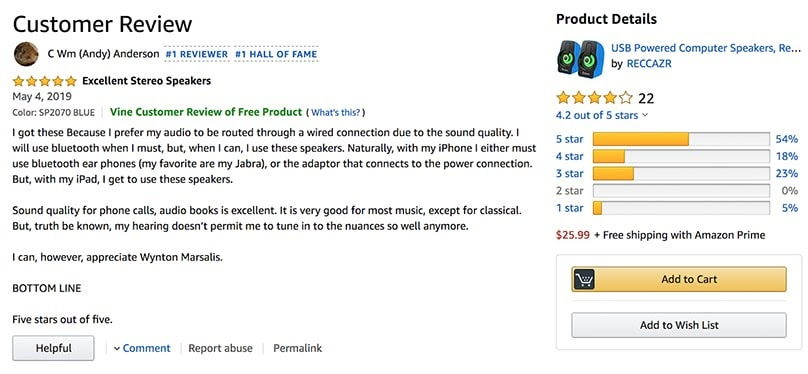 Customer Review
C Wm (Andy) Anderson #1 REVIEWER #1 HALL OF FAME
Excellent Stereo Speakers
May 4, 2019
Color: SP2070 BLUE | Vine Customer Review of Free Product ( What's this? )
I got these Because I prefer my audio to be routed through a wired connection due to the sound quality. I
will use bluetooth when I must, but, when I can, I use these speakers. Naturally, with my iPhone I either must
use bluetooth ear phones (my favorite are my Jabra), or the adaptor that connects to the power connection.
But, with my iPad, I get to use these speakers.
Sound quality for phone calls, audio books is excellent. It is very good for most music, except for classical.
But, truth be known, my hearing doesn't permit me to tune in to the nuances so well anymore.
I can, however, appreciate Wynton Marsalis.
BOTTOM LINE
Five stars out of five.
Helpful
Comment | Report abuse | Permalink
Product Details
USB Powered Computer Speakers, Re...
by RECCAZR
22
4.2 out of 5 stars
5 star 54%
4 star 18%
3 star 23%
2 star 0%
1 star 5%
$25.99 + Free shipping with Amazon Prime
Add to Cart
Add to Wish List